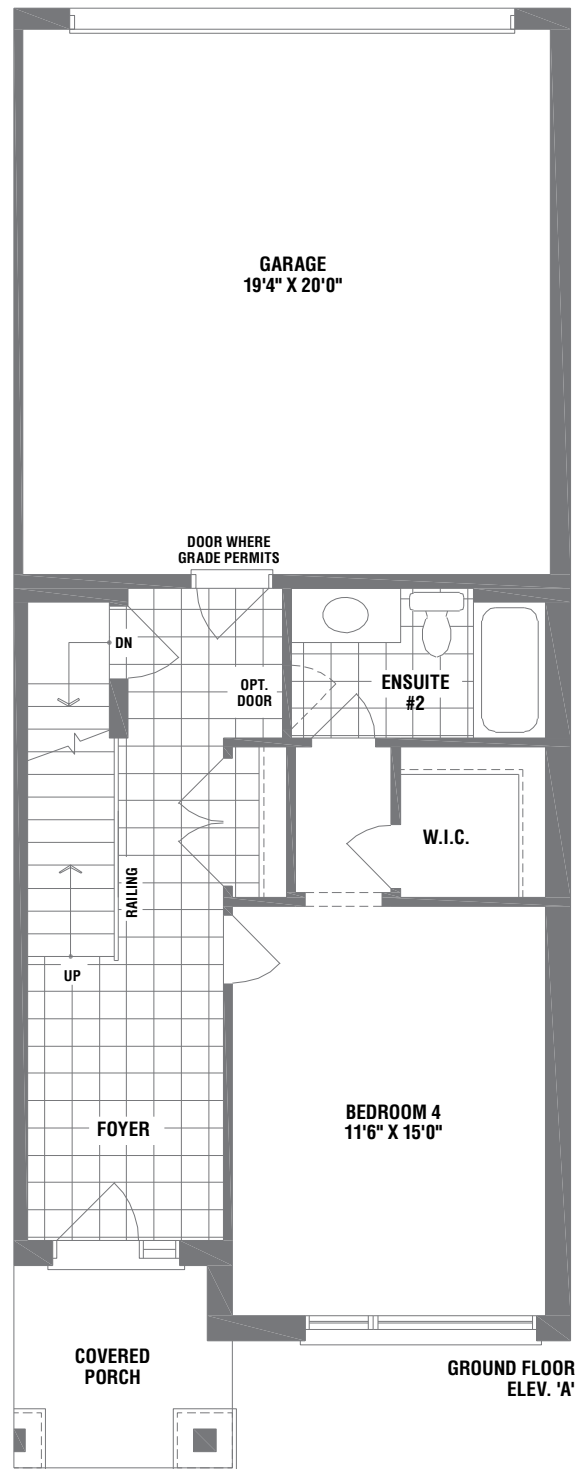 GARAGE
19'4" X 20'0"
DOOR WHERE
GRADE PERMITS
DN
OPT.
DOOR
ENSUITE
#2
W.I.C.
RAILING
UP
FOYER
BEDROOM 4
11'6" X 15'0"
COVERED
PORCH
GROUND FLOOR
ELEV. 'A'